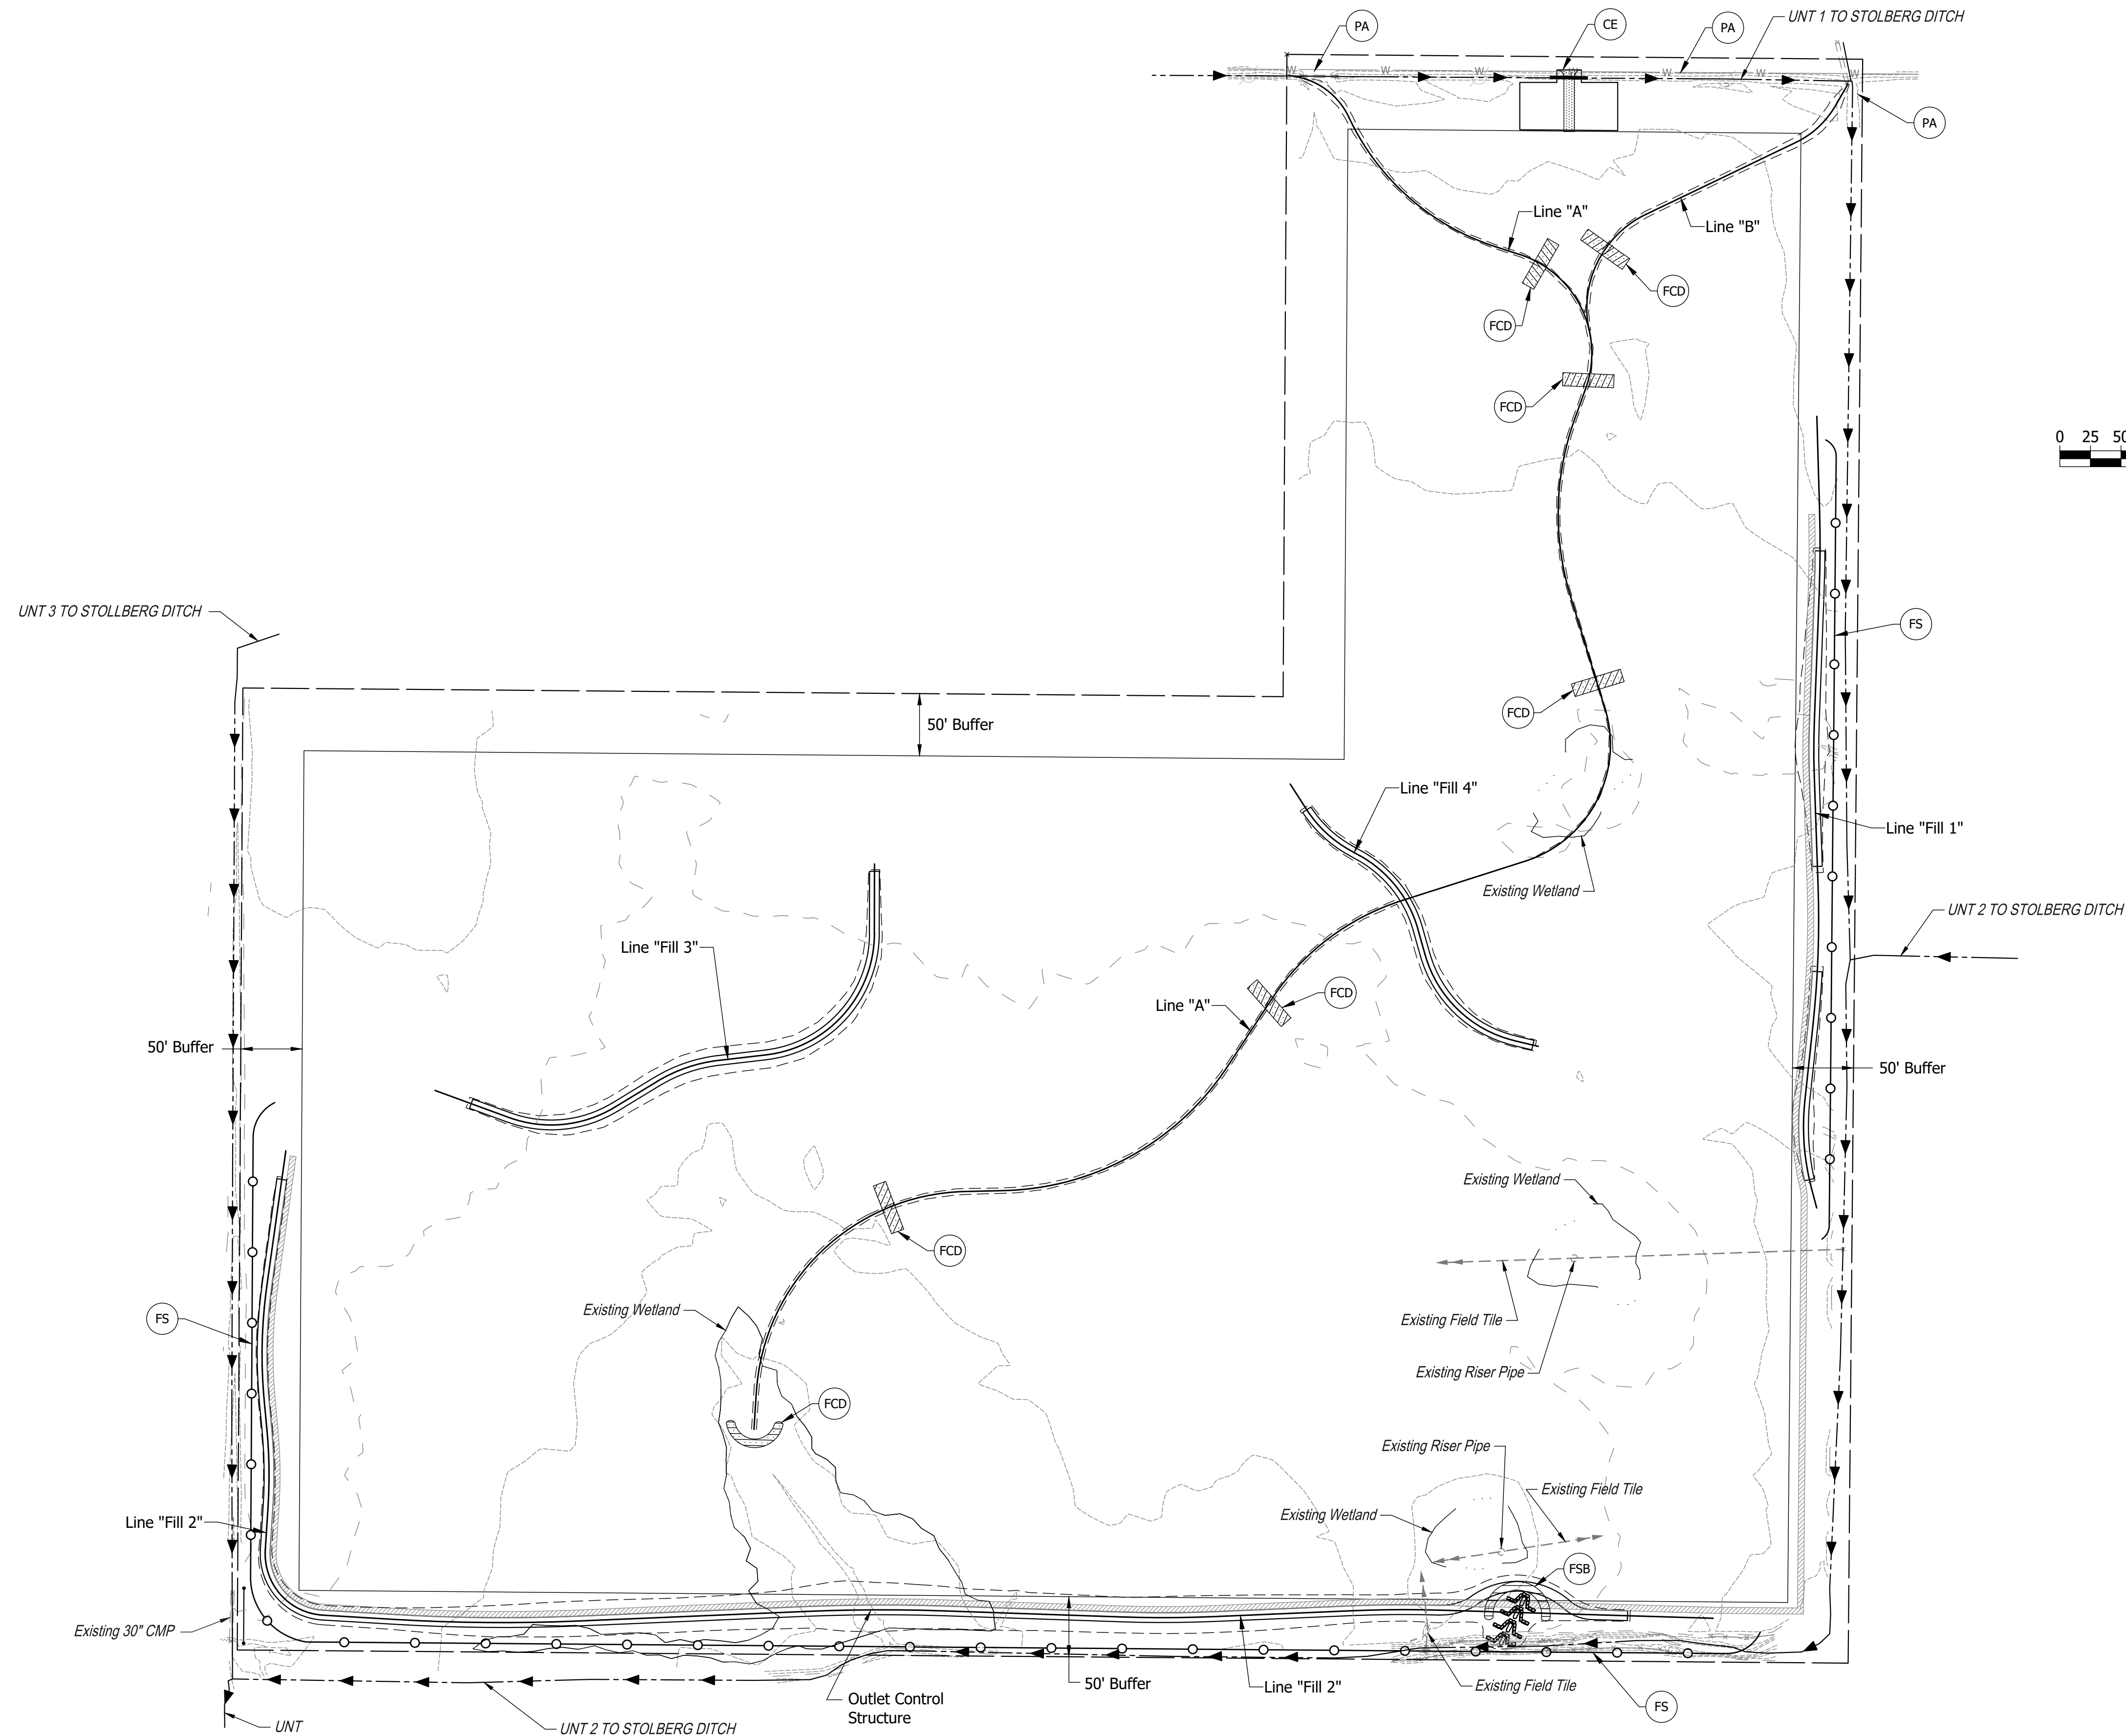 PA
CE
PA
UNT 1 TO STOLBERG DITCH
W
W
W
W
W
W
W
PA
Line "A"
Line "B"
FCD
FCD
FCD
0 25 50
UNT 3 TO STOLLBERG DITCH
FS
FCD
50' Buffer
Line "Fill 4"
Line "Fill 1"
Existing Wetland
UNT 2 TO STOLBERG DITCH
Line "Fill 3"
FCD
Line "A"
50' Buffer
50' Buffer
Existing Wetland
FCD
Existing Wetland
FS
Existing Field Tile
Existing Riser Pipe
FCD
Existing Riser Pipe
Existing Field Tile
Existing Wetland
Line "Fill 2"
FSB
Existing 30" CMP
50' Buffer
Line "Fill 2"
Existing Field Tile
Outlet Control
Structure
FS
UNT
UNT 2 TO STOLBERG DITCH